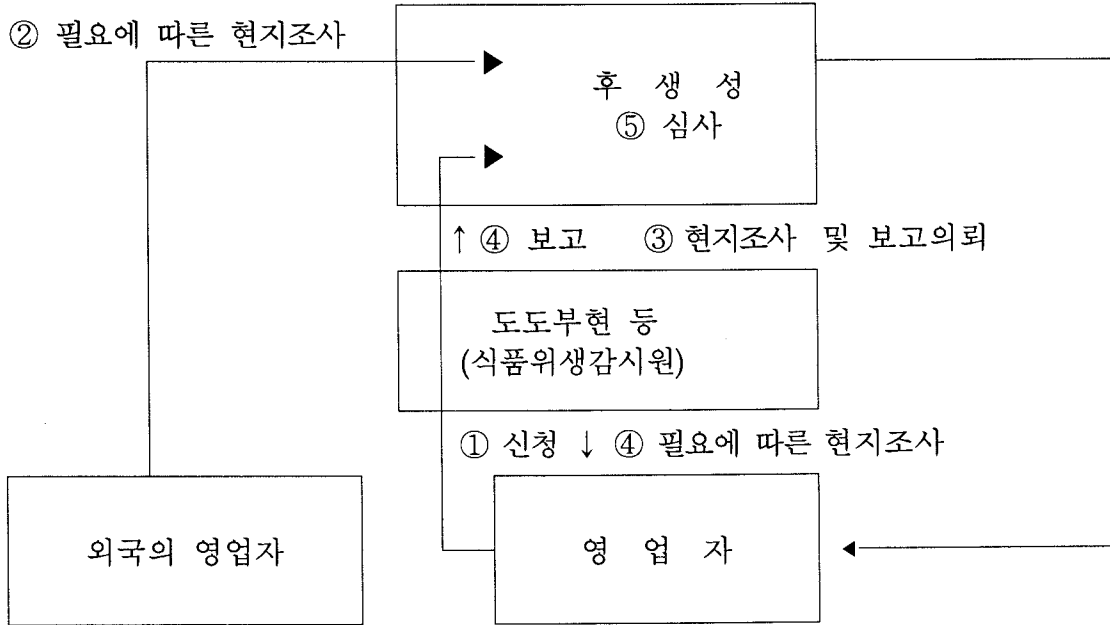 ② 필요에 따른 현지조사
후 생 성
⑤ 심사
↑ ④ 보고 ③ 현지조사 및 보고의뢰
도도부현 등
(식품위생감시원)
① 신청 ↓ ④ 필요에 따른 현지조사
외국의 영업자
영 업 자